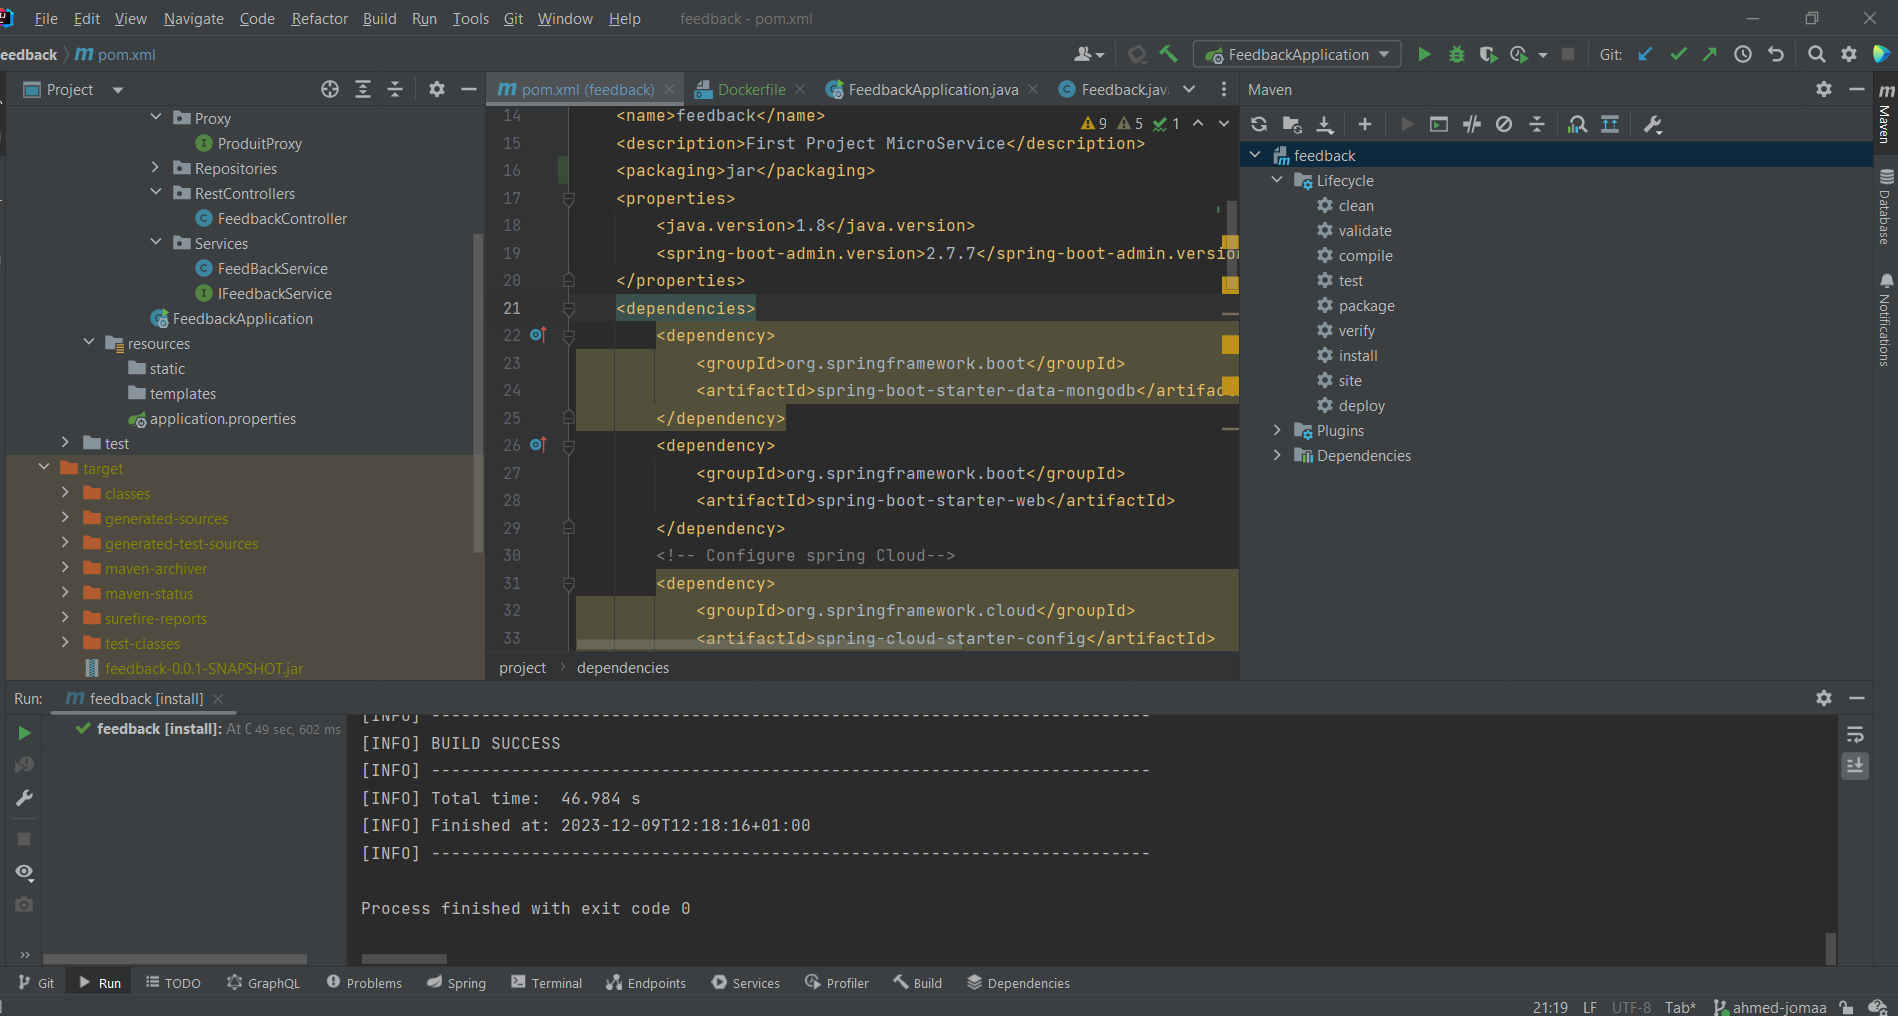 File Edit View Navigate Code Refactor Build Run Tools Git Window Help feedback - pom.xml
eedback pom.xml
FeedbackApplication
Git:
Project
pom.xml (feedback)
Dockerfile
FeedbackApplication.java
Feedback.jav
Maven
Proxy
ProduitProxy
Repositories
RestControllers
FeedbackController
Services
FeedBackService
IFeedbackService
FeedbackApplication
resources
static
templates
application.properties
test
target
classes
generated-sources
generated-test-sources
maven-archiver
maven-status
surefire-reports
test-classes
feedback-0.0.1-SNAPSHOT.jar
9 5 1
14 <name>feedback</name>
15 <description>First Project MicroService</description>
16 <packaging>jar</packaging>
17 <properties>
18 <java.version>1.8</java.version>
19 <spring-boot-admin.version>2.7.7</spring-boot-admin.version
20 </properties>
21 <dependencies>
22 <dependency>
23 <groupId>org.springframework.boot</groupId>
24 <artifactId>spring-boot-starter-data-mongodb</artifact
25 </dependency>
26 <dependency>
27 <groupId>org.springframework.boot</groupId>
28 <artifactId>spring-boot-starter-web</artifactId>
29 </dependency>
30 <!-- Configure spring Cloud-->
31 <dependency>
32 <groupId>org.springframework.cloud</groupId>
33 <artifactId>spring-cloud-starter-config</artifactId>
project dependencies
feedback
Lifecycle
clean
validate
compile
test
package
verify
install
site
deploy
Plugins
Dependencies
Maven
Database
Notifications
Run: feedback [install]
feedback [install]: At 49 sec, 602 ms
[INFO] ------------------------------------------------------------------------
[INFO] BUILD SUCCESS
[INFO] ------------------------------------------------------------------------
[INFO] Total time:  46.984 s
[INFO] Finished at: 2023-12-09T12:18:16+01:00
[INFO] ------------------------------------------------------------------------
Process finished with exit code 0
Git Run TODO GraphQL Problems Spring Terminal Endpoints Services Profiler Build Dependencies
21:19 LF UTF-8 Tab* ahmed-jomaa